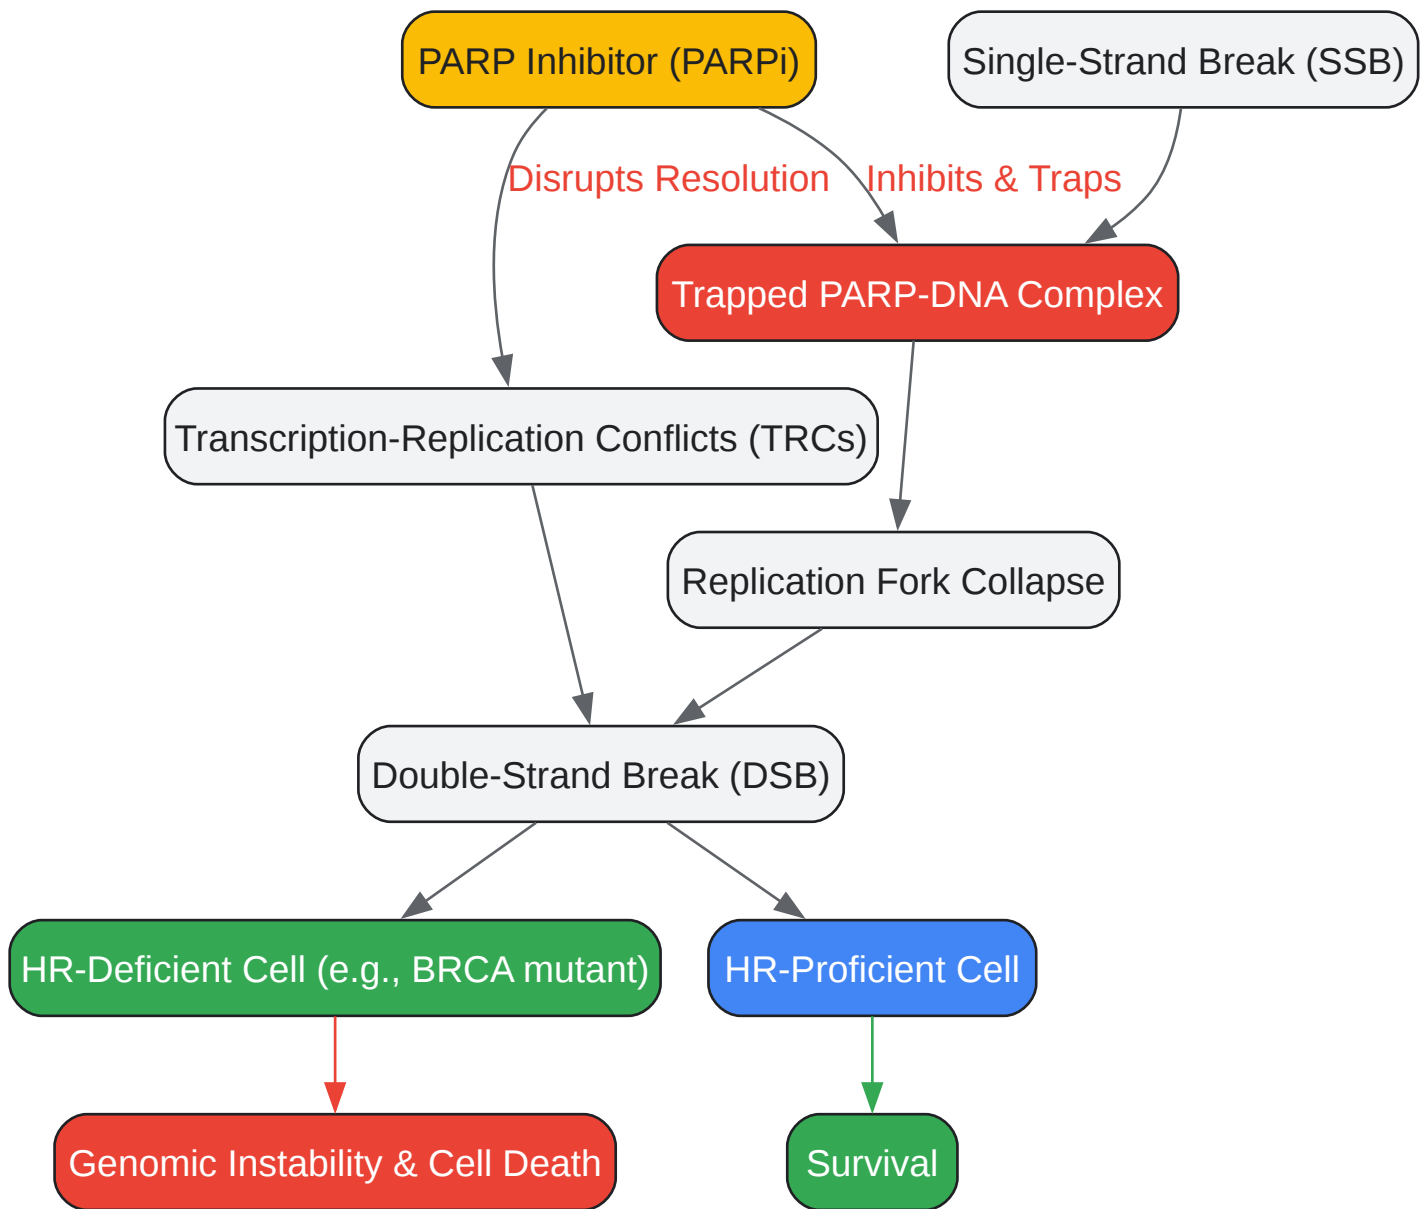 PARP Inhibitor (PARPi)
Single-Strand Break (SSB)
Disrupts Resolution
Inhibits & Traps
Trapped PARP-DNA Complex
Transcription-Replication Conflicts (TRCs)
Replication Fork Collapse
Double-Strand Break (DSB)
HR-Deficient Cell (e.g., BRCA mutant)
HR-Proficient Cell
Genomic Instability & Cell Death
Survival